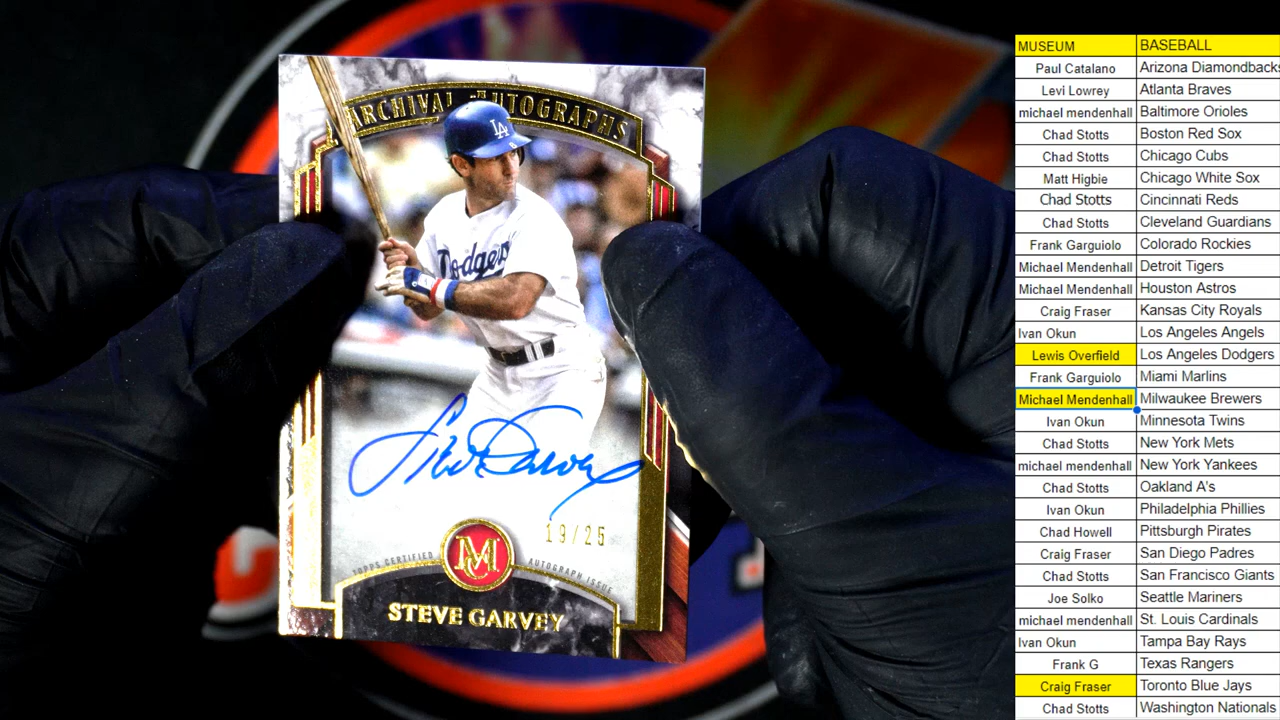 ARCHIVAL AUTOGRAPHS
LA
Dodgers
Steve Garvey
19/25
TOPPS CERTIFIED
AUTOGRAPH ISSUE
MC
STEVE GARVEY
MUSEUM BASEBALL
Paul Catalano Arizona Diamondbacks
Levi Lowrey Atlanta Braves
michael mendenhall Baltimore Orioles
Chad Stotts Boston Red Sox
Chad Stotts Chicago Cubs
Matt Higbie Chicago White Sox
Chad Stotts Cincinnati Reds
Chad Stotts Cleveland Guardians
Frank Garguiolo Colorado Rockies
Michael Mendenhall Detroit Tigers
Michael Mendenhall Houston Astros
Craig Fraser Kansas City Royals
Ivan Okun Los Angeles Angels
Lewis Overfield Los Angeles Dodgers
Frank Garguiolo Miami Marlins
Michael Mendenhall Milwaukee Brewers
Ivan Okun Minnesota Twins
Chad Stotts New York Mets
michael mendenhall New York Yankees
Chad Stotts Oakland A's
Ivan Okun Philadelphia Phillies
Chad Howell Pittsburgh Pirates
Craig Fraser San Diego Padres
Chad Stotts San Francisco Giants
Joe Solko Seattle Mariners
michael mendenhall St. Louis Cardinals
Ivan Okun Tampa Bay Rays
Frank G Texas Rangers
Craig Fraser Toronto Blue Jays
Chad Stotts Washington Nationals